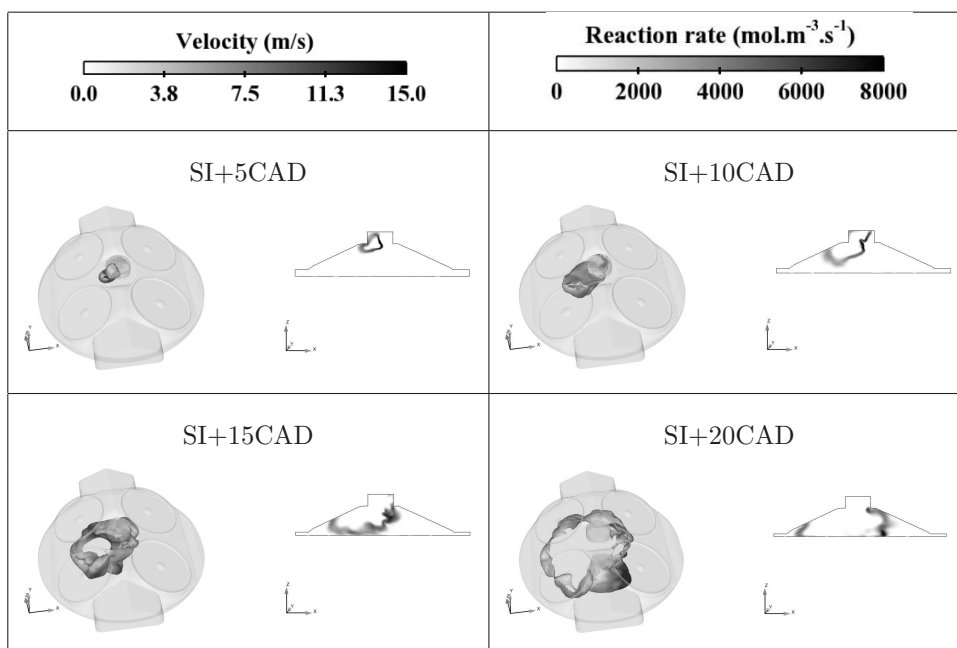 Velocity (m/s)
0.0 3.8 7.5 11.3 15.0
Reaction rate (mol.m⁻³.s⁻¹)
0 2000 4000 6000 8000
SI+5CAD
Y
X
Z
Y
X
SI+10CAD
Y
X
Z
Y
X
SI+15CAD
Y
X
Z
Y
X
SI+20CAD
Y
X
Z
Y
X